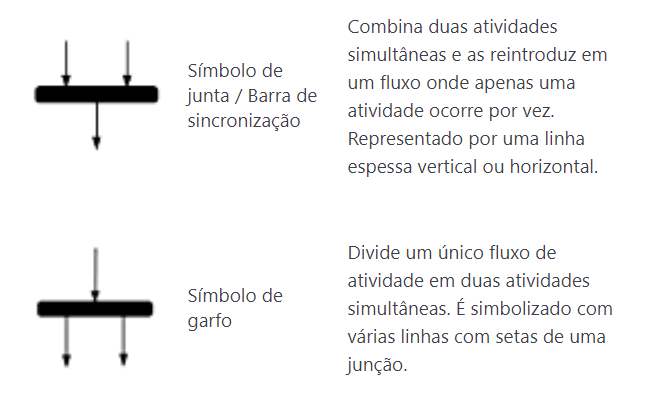 Combina duas atividades
simultâneas e as reintroduz em
um fluxo onde apenas uma
atividade ocorre por vez.
Representado por uma linha
espessa vertical ou horizontal.
Símbolo de
junta / Barra de
sincronização
Divide um único fluxo de
atividade em duas atividades
simultâneas. É simbolizado com
várias linhas com setas de uma
junção.
Símbolo de
garfo